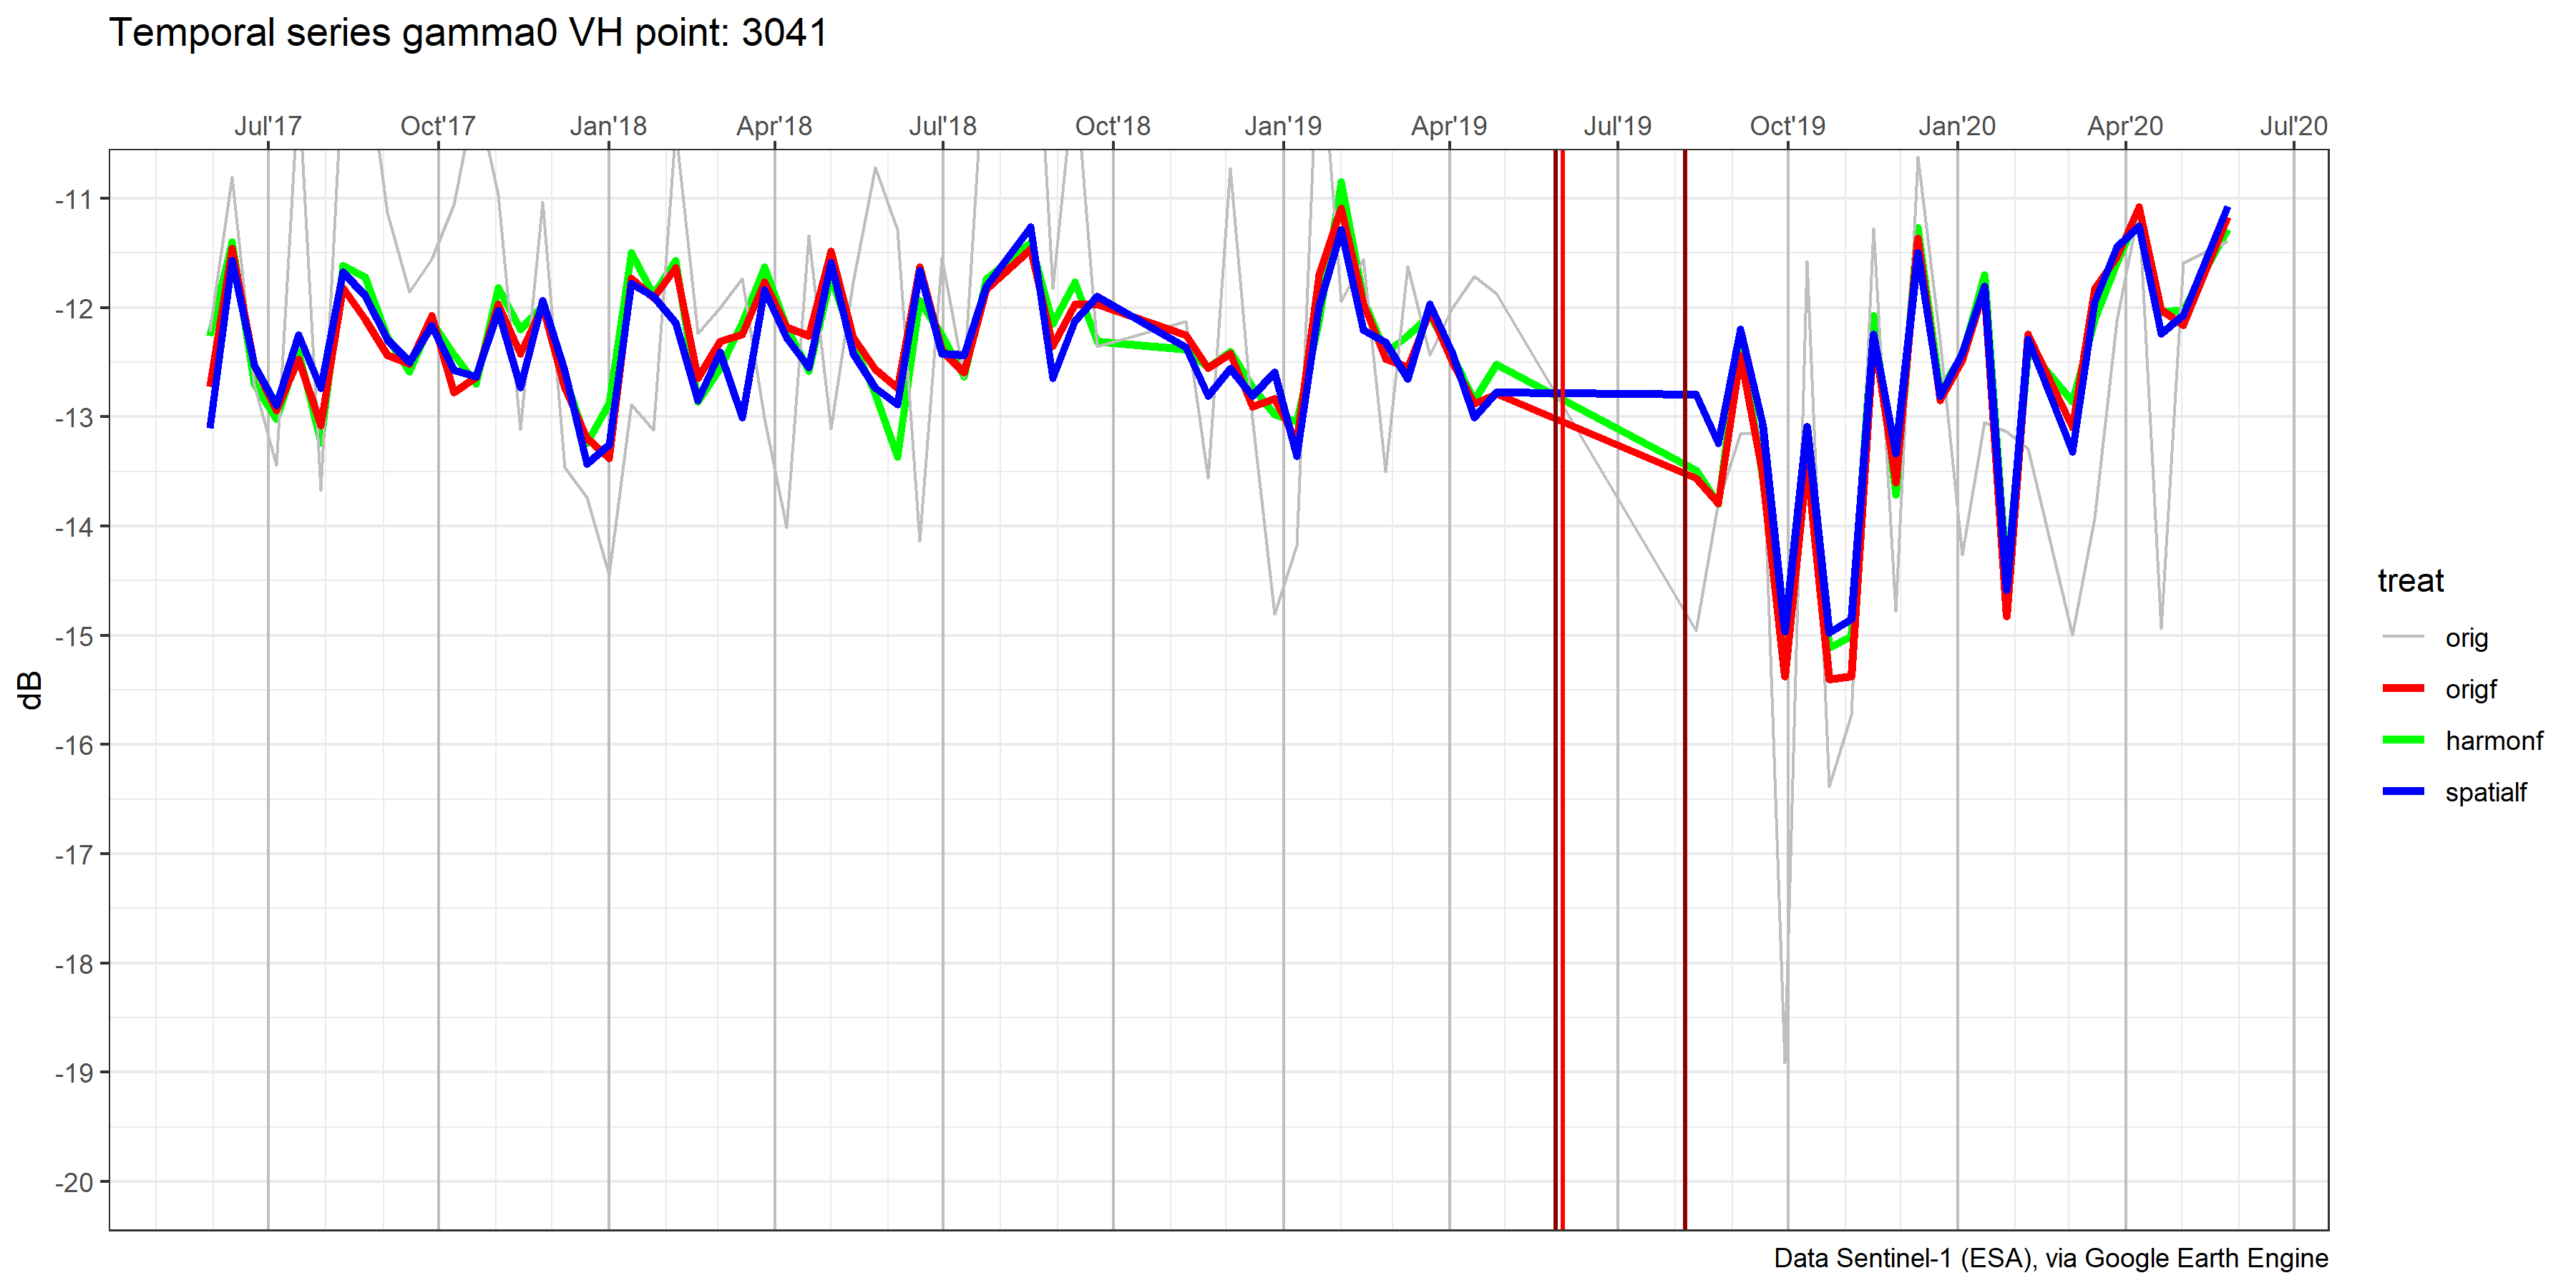 Temporal series gamma0 VH point: 3041
Jul'17 Oct'17 Jan'18 Apr'18 Jul'18 Oct'18 Jan'19 Apr'19 Jul'19 Oct'19 Jan'20 Apr'20 Jul'20
-11
-12
-13
-14
-15
-16
-17
-18
-19
-20
dB
treat
orig
origf
harmonf
spatialf
Data Sentinel-1 (ESA), via Google Earth Engine